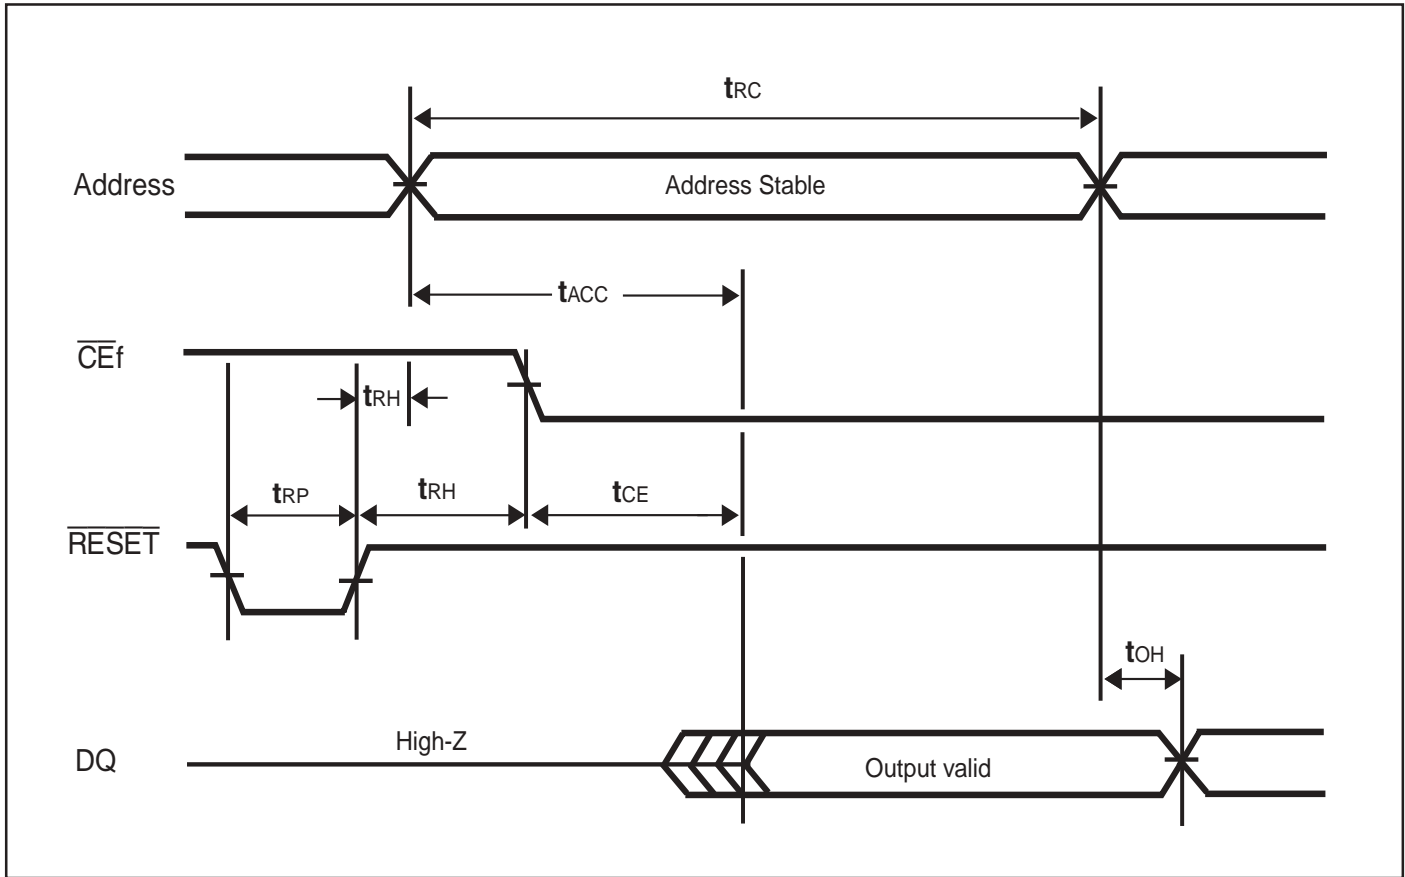 tRC
Address
Address Stable
tACC
CEf
tRH
tRP
tRH
tCE
RESET
tOH
DQ
High-Z
Output valid